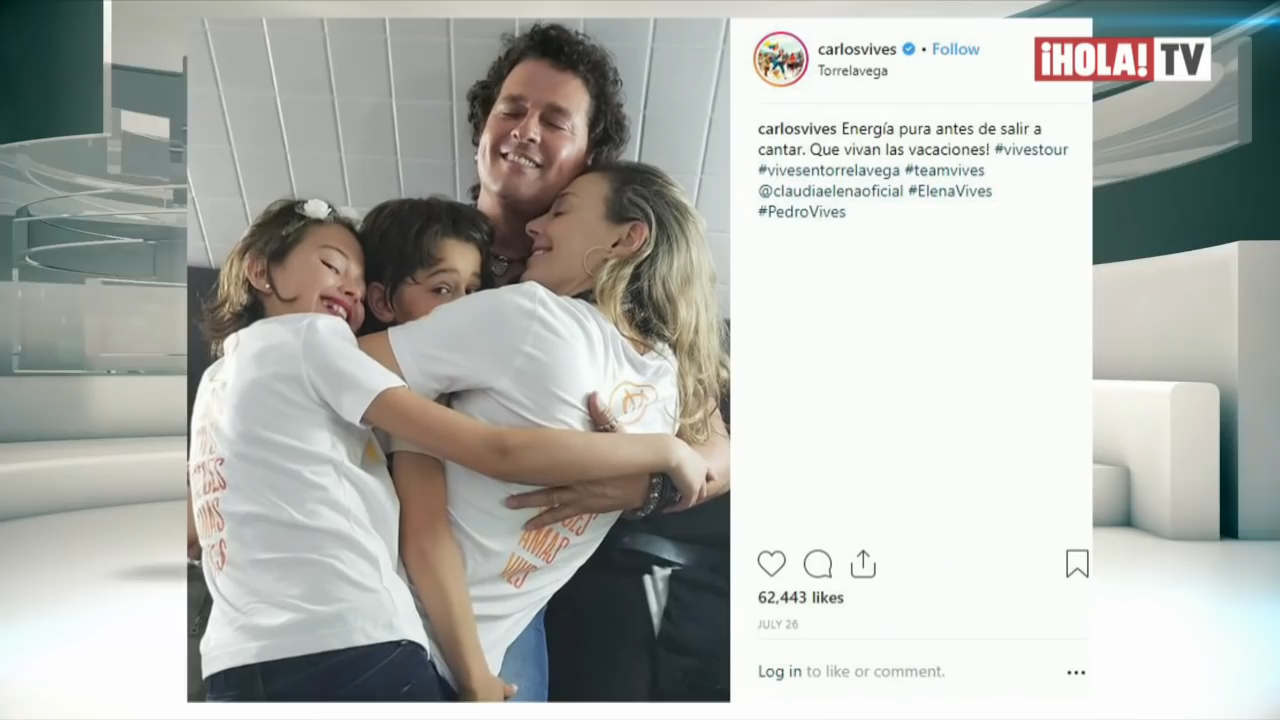 carlosvives • Follow
Torrelavega
¡HOLA! TV
carlosvives Energía pura antes de salir a
cantar. Que vivan las vacaciones! #vivestour
#vivesentorrelavega #teamvives
@claudiaelenaoficial #ElenaVives
#PedroVives
AMAS
62,443 likes
JULY 26
Log in to like or comment.